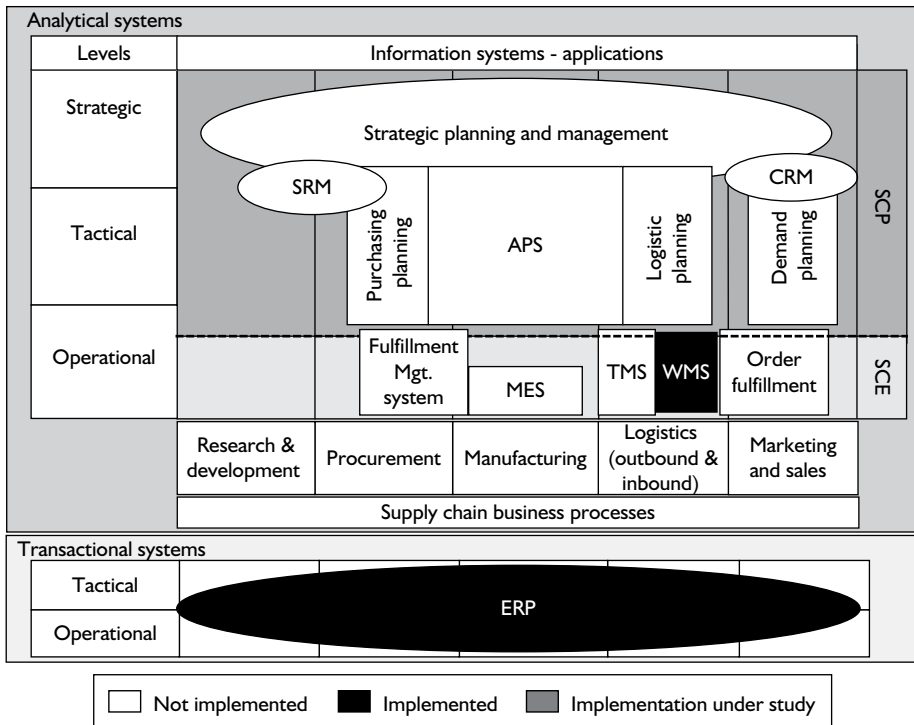 Analytical systems
Levels
Information systems - applications
Strategic
Strategic planning and management
SRM
CRM
SCP
Tactical
Purchasing
planning
APS
Logistic
planning
Demand
planning
Operational
Fulfillment
Mgt.
system
MES
TMS
WMS
Order
fulfillment
SCE
Research &
development
Procurement
Manufacturing
Logistics
(outbound &
inbound)
Marketing
and sales
Supply chain business processes
Transactional systems
Tactical
ERP
Operational
Not implemented
Implemented
Implementation under study